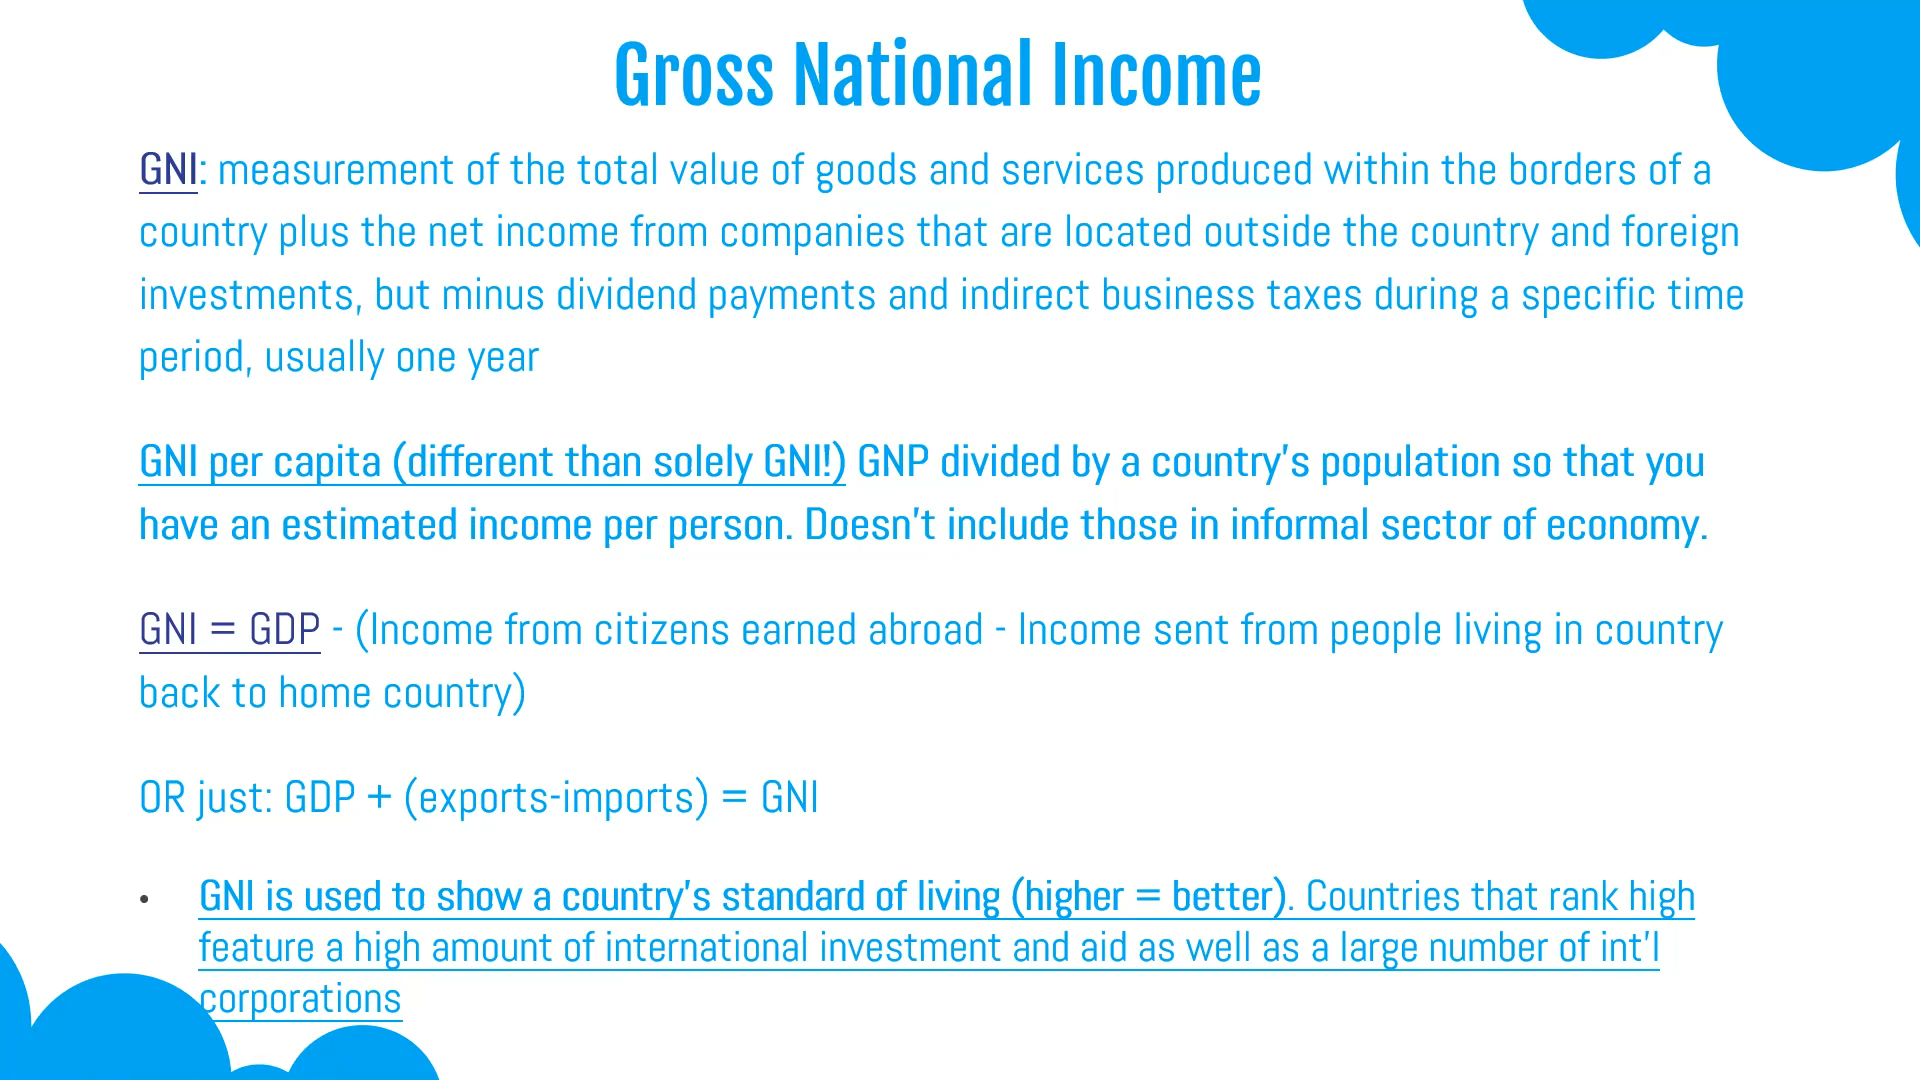 Gross National Income
GNI: measurement of the total value of goods and services produced within the borders of a
country plus the net income from companies that are located outside the country and foreign
investments, but minus dividend payments and indirect business taxes during a specific time
period, usually one year
GNI per capita (different than solely GNI!) GNP divided by a country's population so that you
have an estimated income per person. Doesn't include those in informal sector of economy.
GNI = GDP - (Income from citizens earned abroad - Income sent from people living in country
back to home country)
OR just: GDP + (exports-imports) = GNI
• GNI is used to show a country's standard of living (higher = better). Countries that rank high
feature a high amount of international investment and aid as well as a large number of int'l
corporations